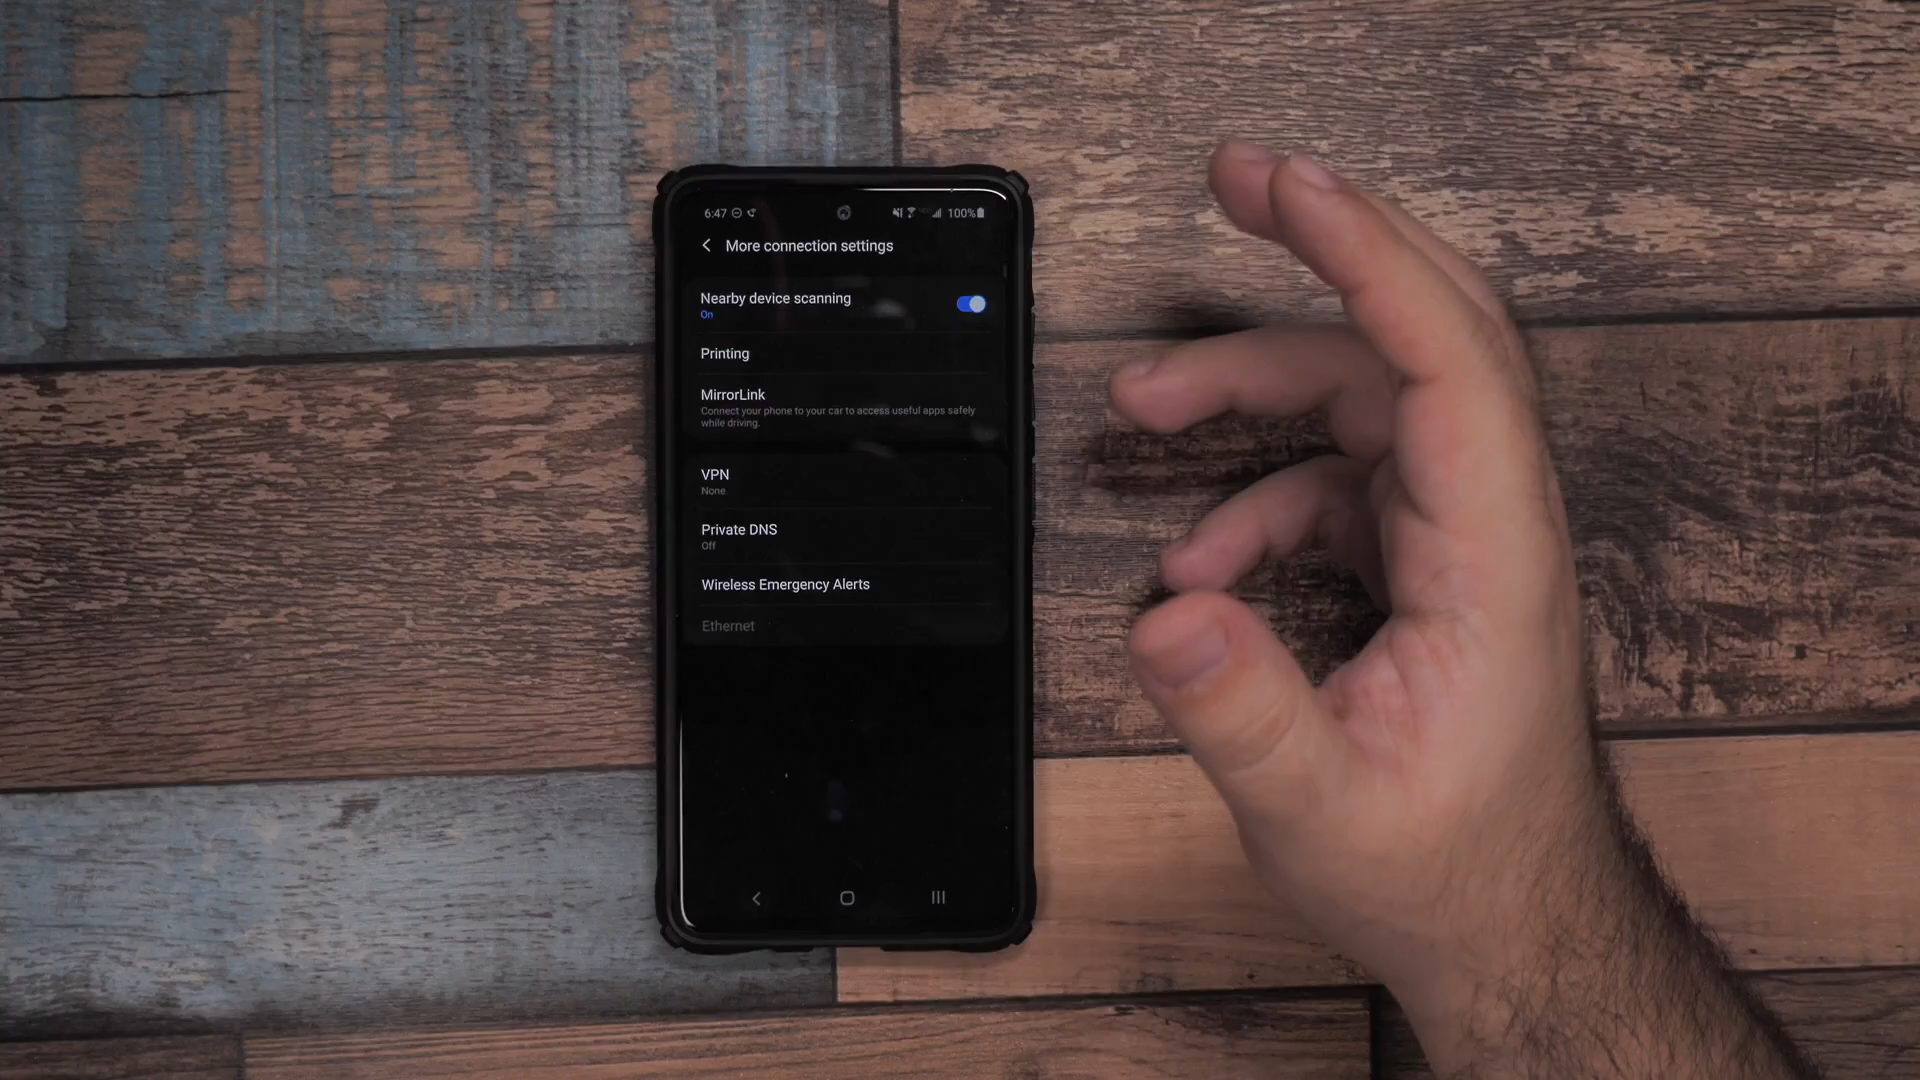 6:47 100%
More connection settings
Nearby device scanning
On
Printing
MirrorLink
Connect your phone to your car to access useful apps safely
while driving.
VPN
None
Private DNS
Off
Wireless Emergency Alerts
Ethernet